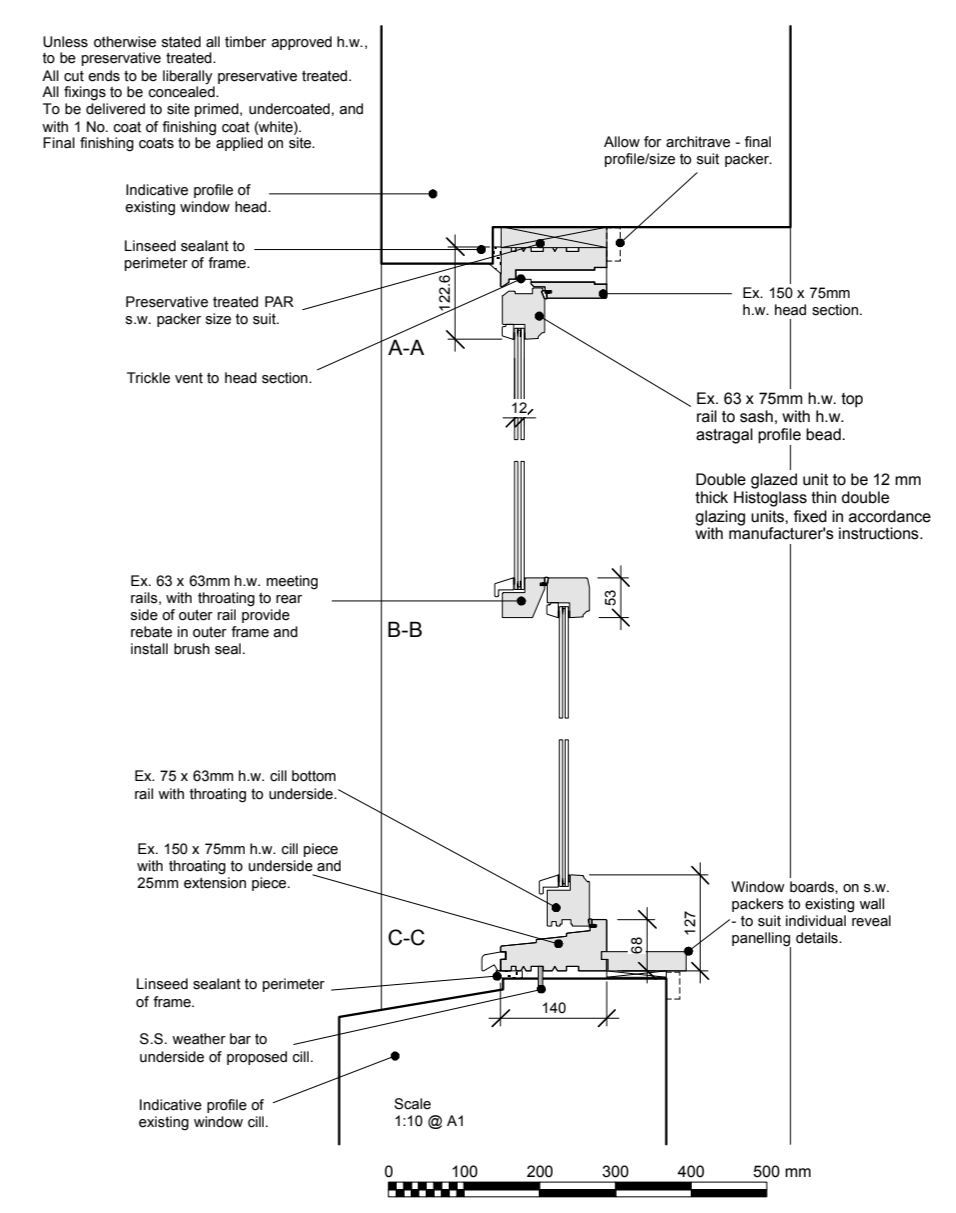 Unless otherwise stated all timber approved h.w.,
to be preservative treated.
All cut ends to be liberally preservative treated.
All fixings to be concealed.
To be delivered to site primed, undercoated, and
with 1 No. coat of finishing coat (white).
Final finishing coats to be applied on site.
Allow for architrave - final
profile/size to suit packer.
Indicative profile of
existing window head.
Linseed sealant to
perimeter of frame.
Preservative treated PAR
s.w. packer size to suit.
Trickle vent to head section.
122.6
A-A
Ex. 150 x 75mm
h.w. head section.
12
Ex. 63 x 75mm h.w. top
rail to sash, with h.w.
astragal profile bead.
Double glazed unit to be 12 mm
thick Histoglass thin double
glazing units, fixed in accordance
with manufacturer's instructions.
Ex. 63 x 63mm h.w. meeting
rails, with throating to rear
side of outer rail provide
rebate in outer frame and
install brush seal.
B-B
53
Ex. 75 x 63mm h.w. cill bottom
rail with throating to underside.
Ex. 150 x 75mm h.w. cill piece
with throating to underside and
25mm extension piece.
C-C
68
127
Window boards, on s.w.
packers to existing wall
- to suit individual reveal
panelling details.
Linseed sealant to perimeter
of frame.
140
S.S. weather bar to
underside of proposed cill.
Indicative profile of
existing window cill.
Scale
1:10 @ A1
0 100 200 300 400 500 mm